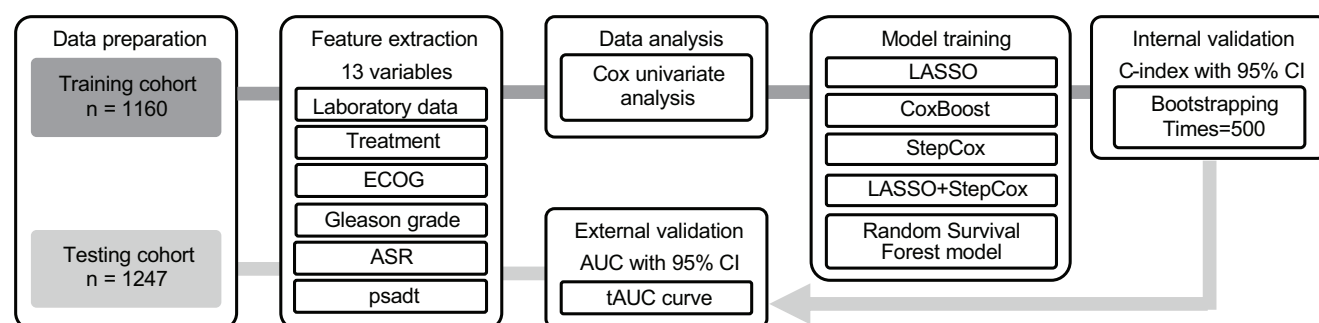 Data preparation
Training cohort
n = 1160
Testing cohort
n = 1247
Feature extraction
13 variables
Laboratory data
Treatment
ECOG
Gleason grade
ASR
psadt
Data analysis
Cox univariate
analysis
External validation
AUC with 95% CI
tAUC curve
Model training
LASSO
CoxBoost
StepCox
LASSO+StepCox
Random Survival
Forest model
Internal validation
C-index with 95% CI
Bootstrapping
Times=500